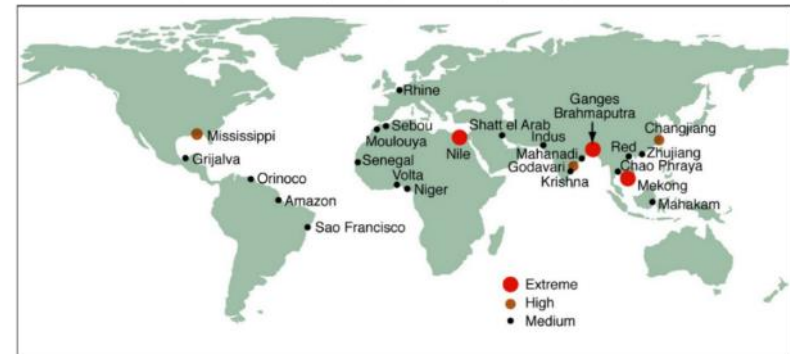 Rhine
Ganges
Brahmaputra
Changjiang
Mississippi
Sebou
Moulouya
Shatt el Arab
Indus
Nile
Mahanadi
Red
Zhujiang
Grijalva
Senegal
Godavari
Chao Phraya
Volta
Krishna
Orinoco
Niger
Mekong
Amazon
Mahakam
Sao Francisco
Extreme
High
Medium